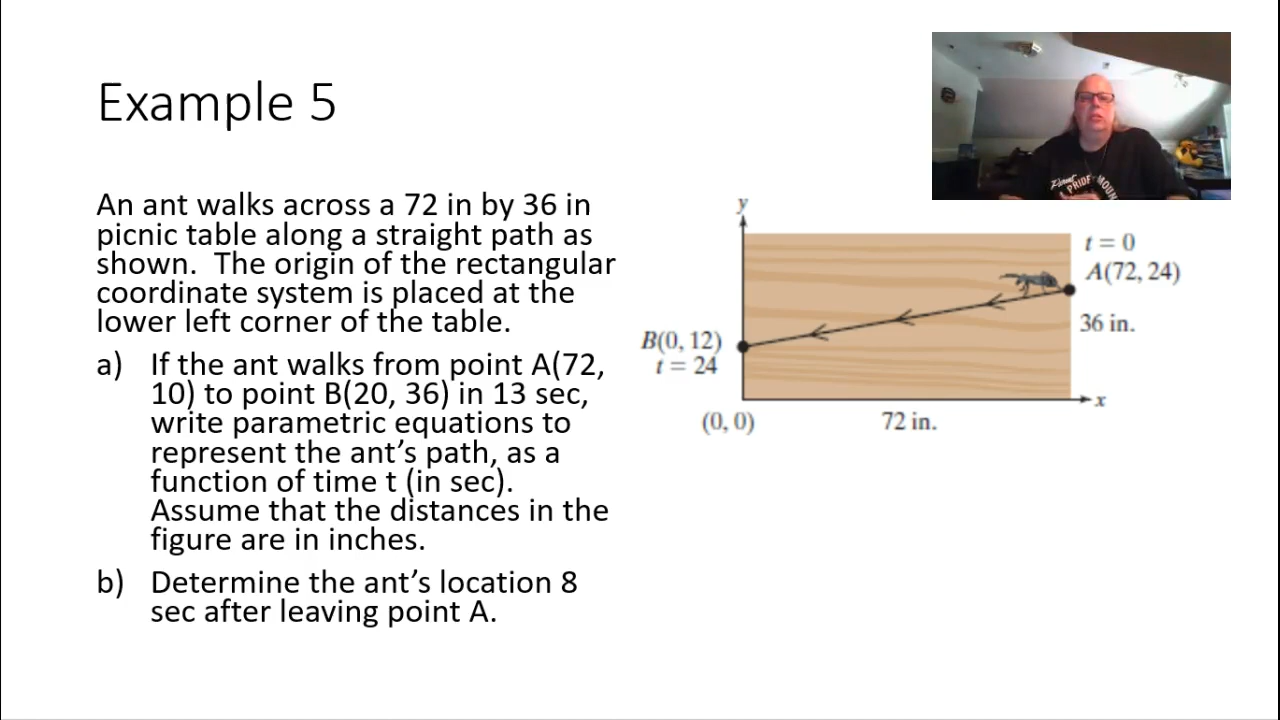 Example 5
An ant walks across a 72 in by 36 in
picnic table along a straight path as
shown.  The origin of the rectangular
coordinate system is placed at the
lower left corner of the table.
a) If the ant walks from point A(72,
10) to point B(20, 36) in 13 sec,
write parametric equations to
represent the ant's path, as a
function of time t (in sec).
Assume that the distances in the
figure are in inches.
b) Determine the ant's location 8
sec after leaving point A.
y
t = 0
A(72, 24)
36 in.
B(0, 12)
t = 24
x
(0, 0)
72 in.
PRIDE